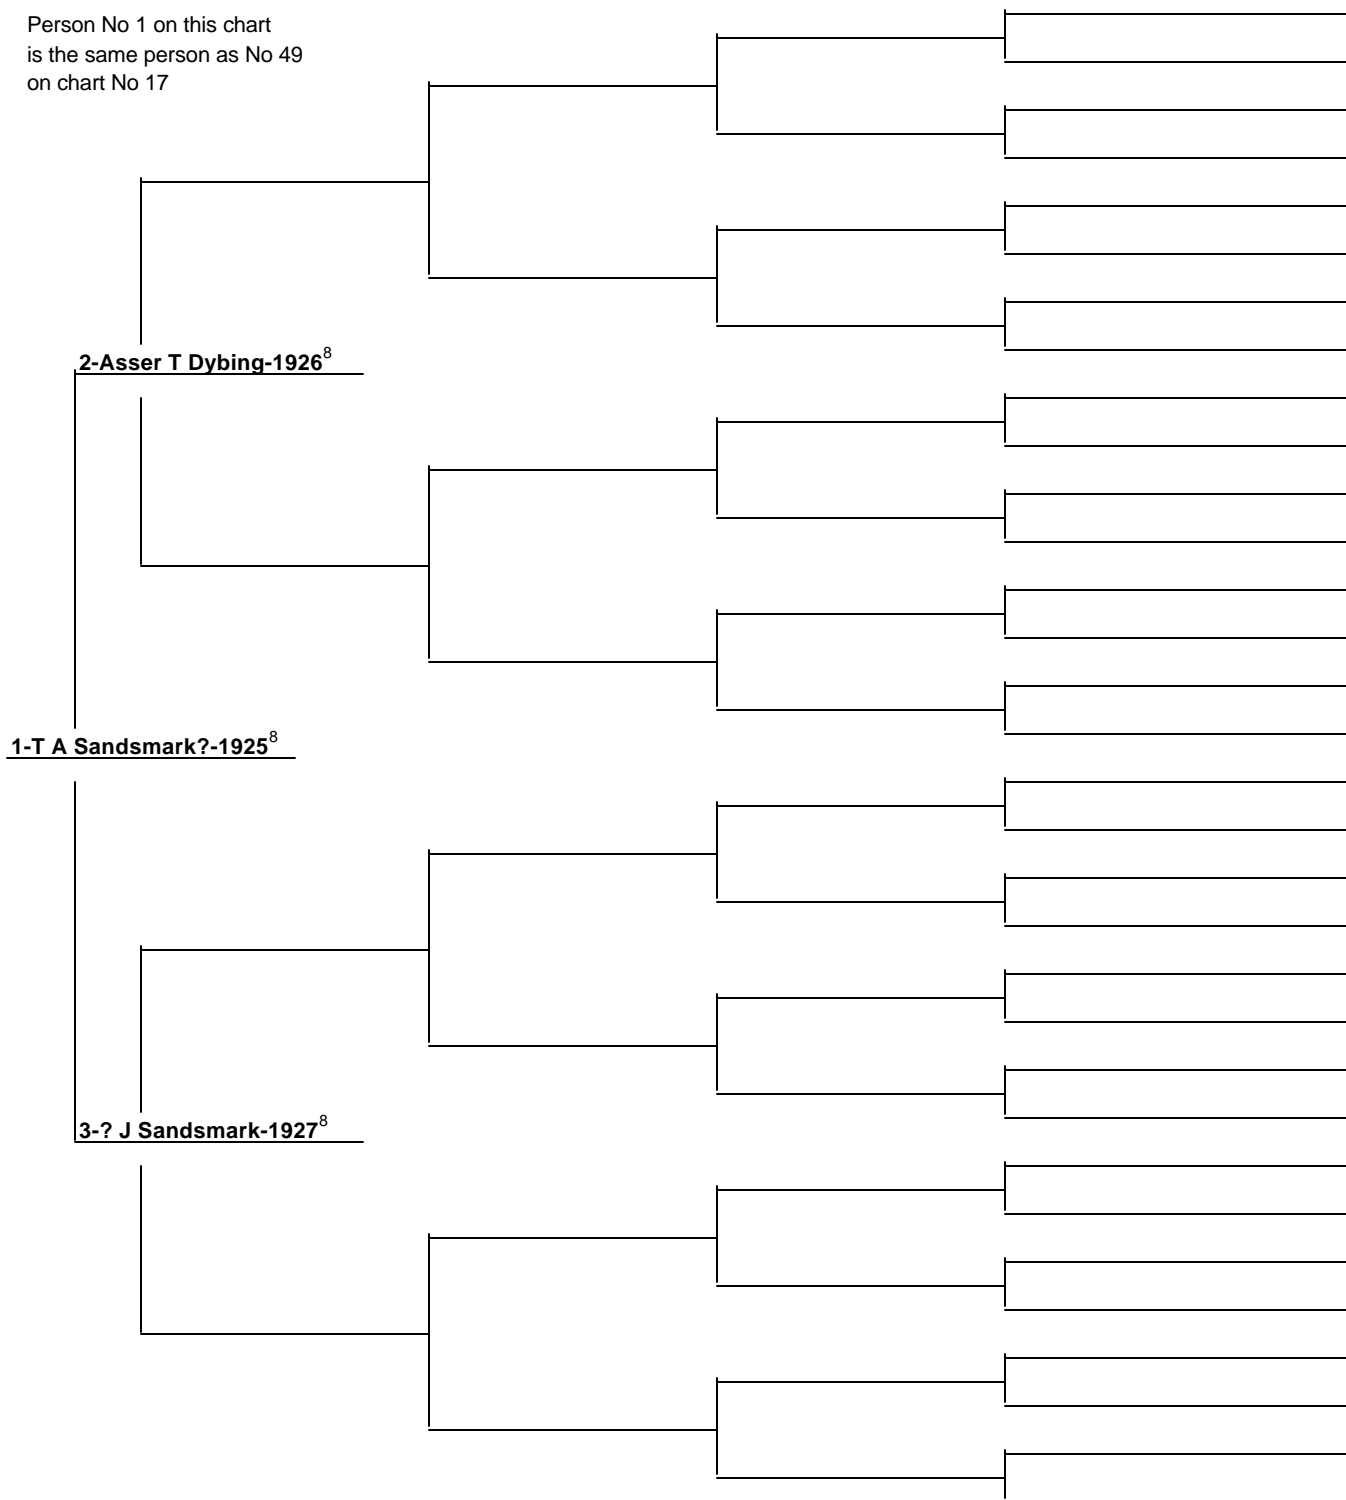 Person No 1 on this chart
is the same person as No 49
on chart No 17
2-Asser T Dybing-1926⁸
1-T A Sandsmark?-1925⁸
3-? J Sandsmark-1927⁸